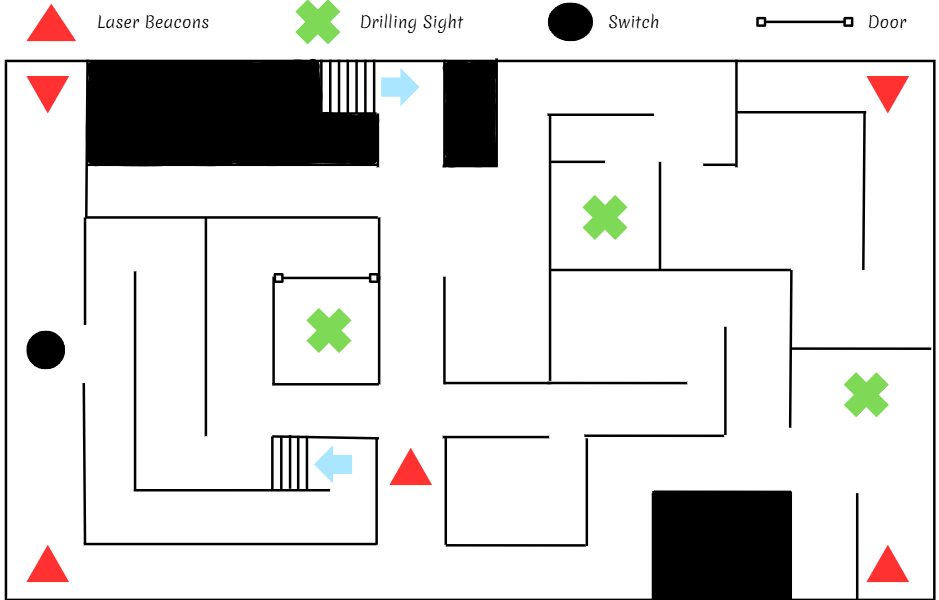 Laser Beacons
Drilling Sight
Switch
Door